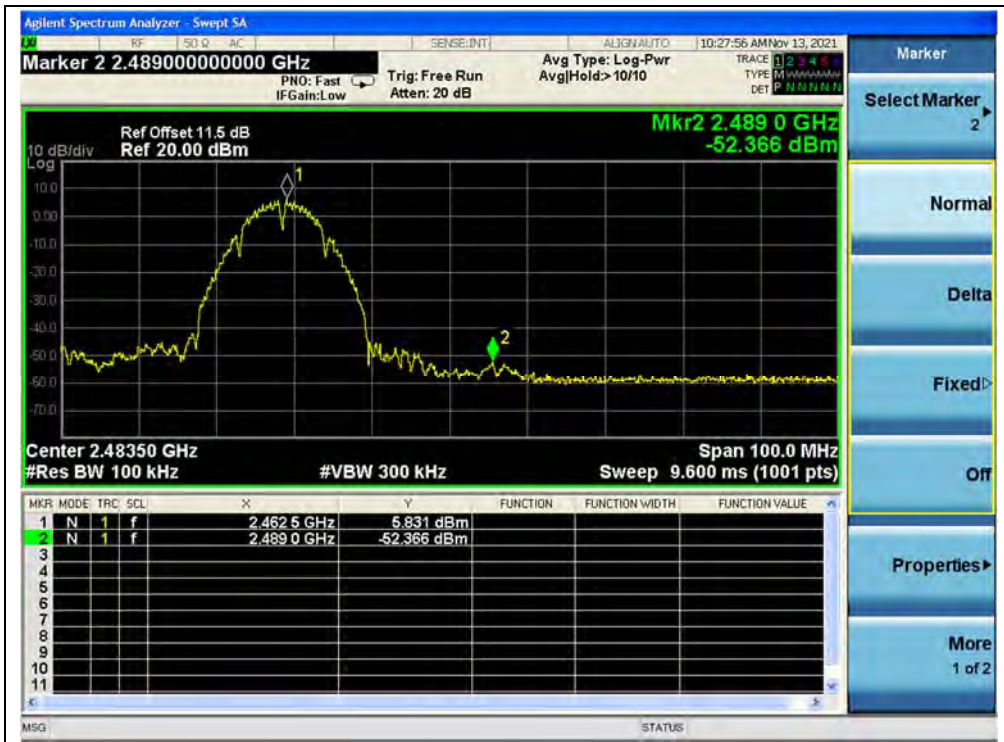 Agilent Spectrum Analyzer - Swept SA
RF 50 Ω AC SENSE:INT ALIGNAUTO 10:27:56 AM Nov 13, 2021
Marker 2 2.489000000000 GHz
PNO: Fast
IFGain:Low
Trig: Free Run
Atten: 20 dB
Avg Type: Log-Pwr
Avg|Hold:>10/10
TRACE 1 2 3 4 5 6
TYPE M
DET P N N N N N
Ref Offset 11.5 dB
Ref 20.00 dBm
10 dB/div
Log
Mkr2 2.489 0 GHz
-52.366 dBm
10.0
0.00
-10.0
-20.0
-30.0
-40.0
-50.0
-60.0
-70.0
1
2
Center 2.48350 GHz
#Res BW 100 kHz
#VBW 300 kHz
Span 100.0 MHz
Sweep 9.600 ms (1001 pts)
MKR MODE TRC SCL X Y FUNCTION FUNCTION WIDTH FUNCTION VALUE
1 N 1 f 2.462 5 GHz 5.831 dBm
2 N 1 f 2.489 0 GHz -52.366 dBm
3
4
5
6
7
8
9
10
11
MSG
STATUS
Marker
Select Marker
2
Normal
Delta
Fixed
Off
Properties
More
1 of 2